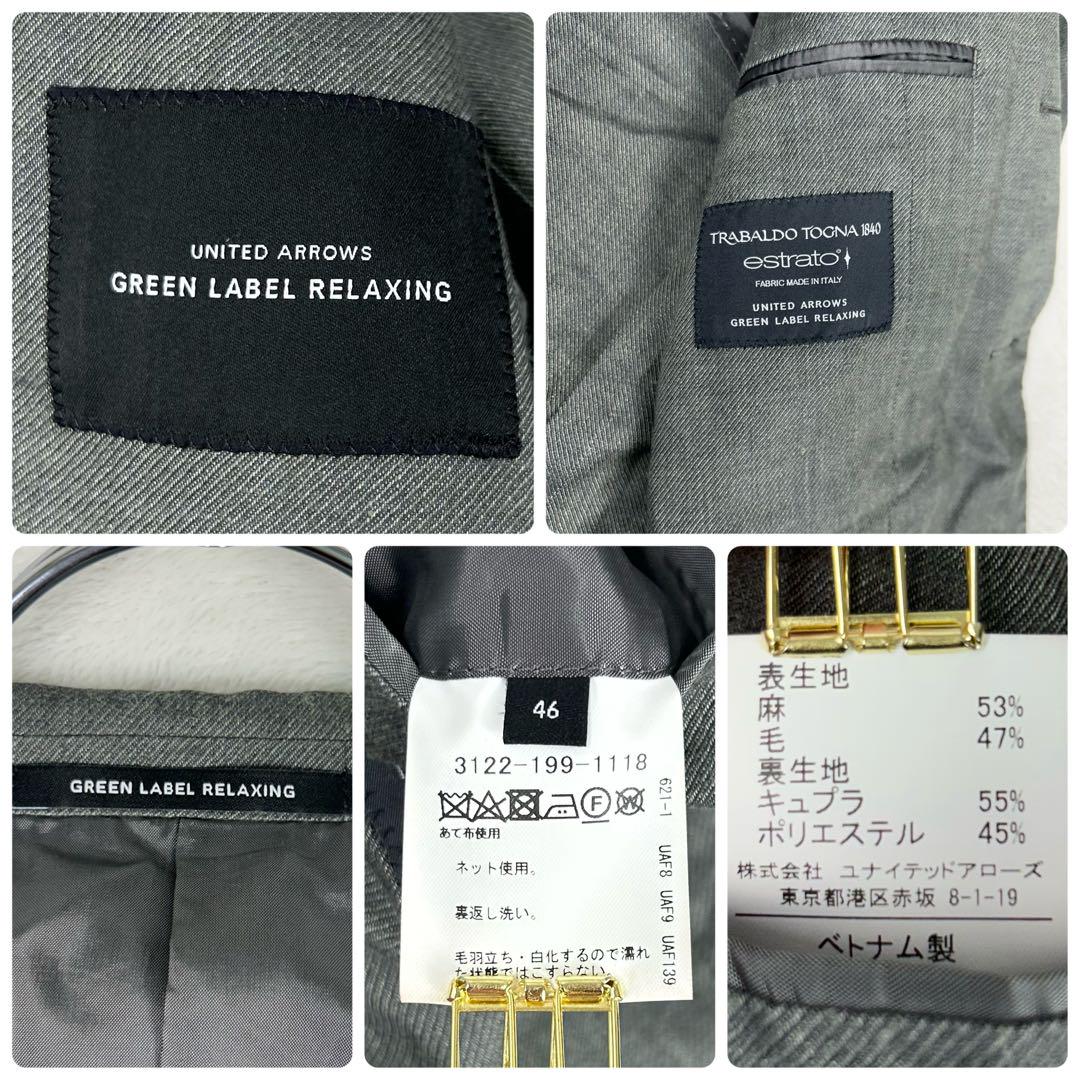 UNITED ARROWS
GREEN LABEL RELAXING
TRABALDO TOGNA 1840
estrato
FABRIC MADE IN ITALY
UNITED ARROWS
GREEN LABEL RELAXING
GREEN LABEL RELAXING
46
3122-199-1118
あて布使用
ネット使用。
裏返し洗い。
毛羽立ち・白化するので濡れ
た状態ではこすらない。
621-1 UAF8 UAF9 UAF139
表生地
麻 53%
毛 47%
裏生地
キュプラ 55%
ポリエステル 45%
株式会社 ユナイテッドアローズ
東京都港区赤坂 8-1-19
ベトナム製